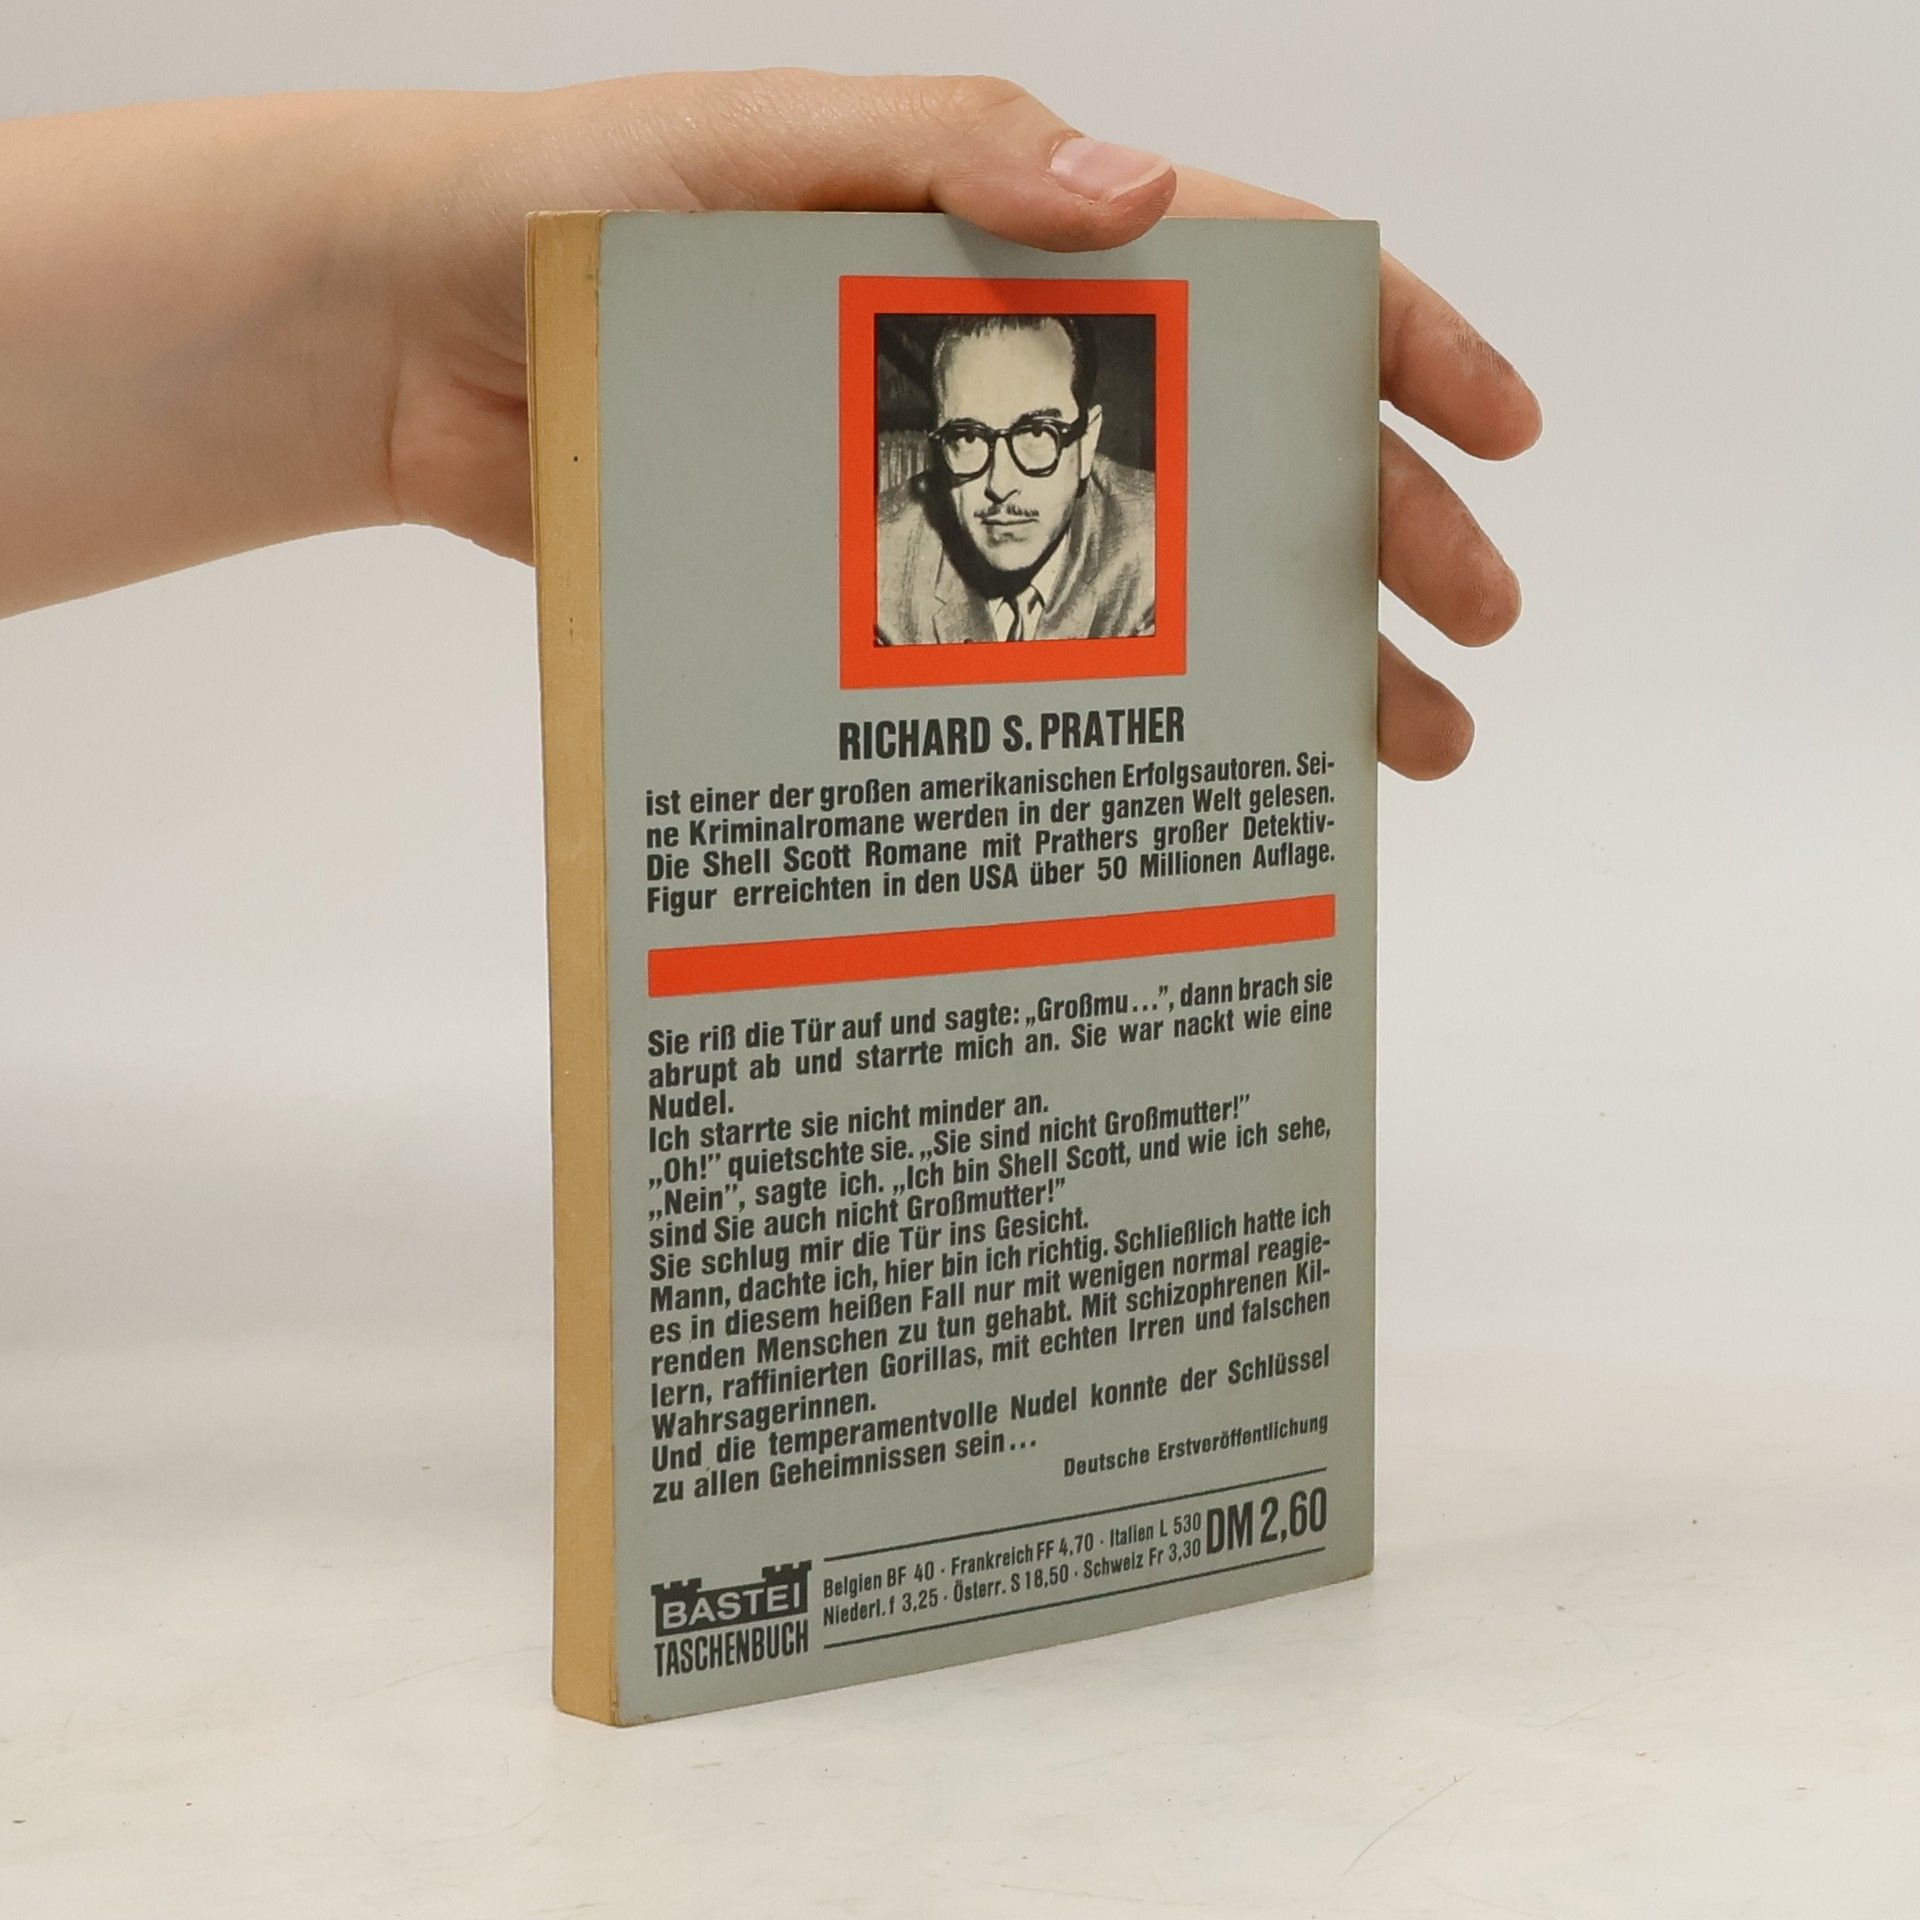 RICHARD S. PRATHER
ist einer der großen amerikanischen Erfolgsautoren. Sei-
ne Kriminalromane werden in der ganzen Welt gelesen.
Die Shell Scott Romane mit Prathers großer Detektiv-
Figur erreichten in den USA über 50 Millionen Auflage.
Sie riß die Tür auf und sagte: „Großmu...”, dann brach sie
abrupt ab und starrte mich an. Sie war nackt wie eine
Nudel.
Ich starrte sie nicht minder an.
„Oh!” quietschte sie. „Sie sind nicht Großmutter!”
„Nein”, sagte ich. „Ich bin Shell Scott, und wie ich sehe,
sind Sie auch nicht Großmutter!”
Sie schlug mir die Tür ins Gesicht.
Mann, dachte ich, hier bin ich richtig. Schließlich hatte ich
es in diesem heißen Fall nur mit wenigen normal reagie-
renden Menschen zu tun gehabt. Mit schizophrenen Kil-
lern, raffinierten Gorillas, mit echten Irren und falschen
Wahrsagerinnen.
Und die temperamentvolle Nudel konnte der Schlüssel
zu allen Geheimnissen sein...
Deutsche Erstveröffentlichung
BASTEI
TASCHENBUCH
Belgien BF 40 · Frankreich FF 4,70 · Italien L 530
Niederl. f 3,25 · Österr. S 18,50 · Schweiz Fr 3,30
DM 2,60